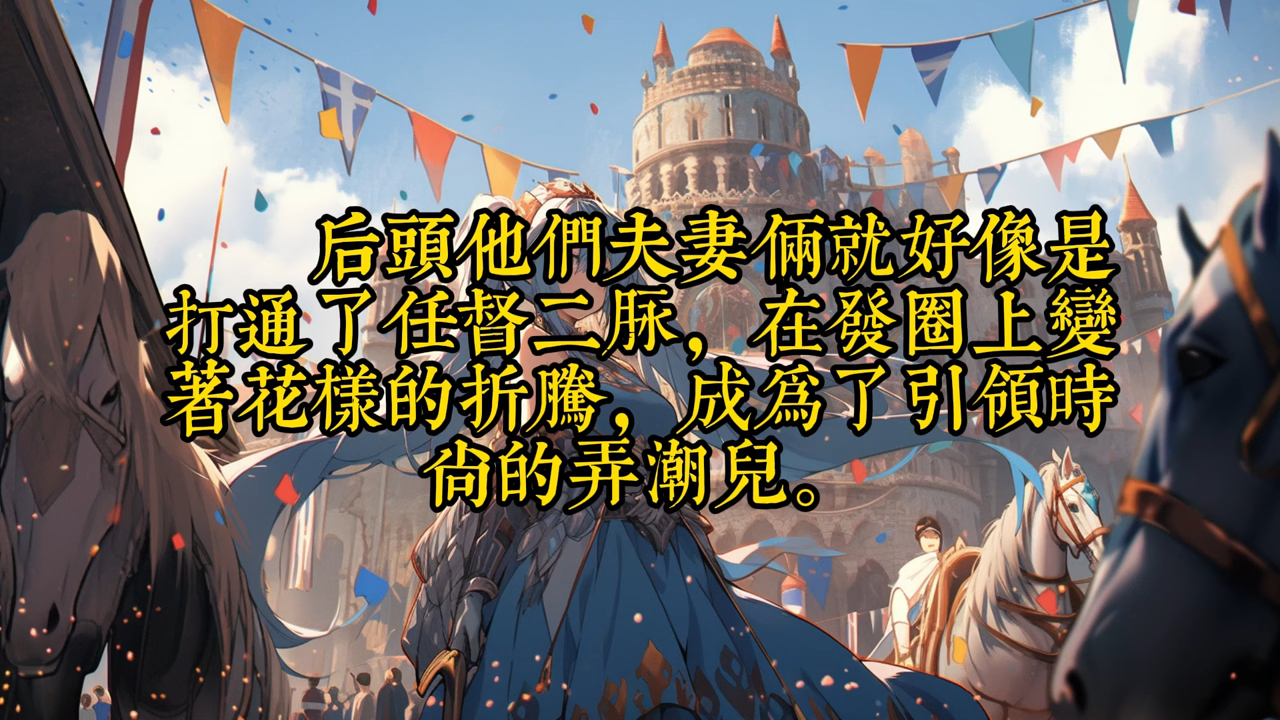 后頭他們夫妻倆就好像是
打通了任督二脈，在發圈上變
著花樣的折騰，成爲了引領時
尙的弄潮兒。